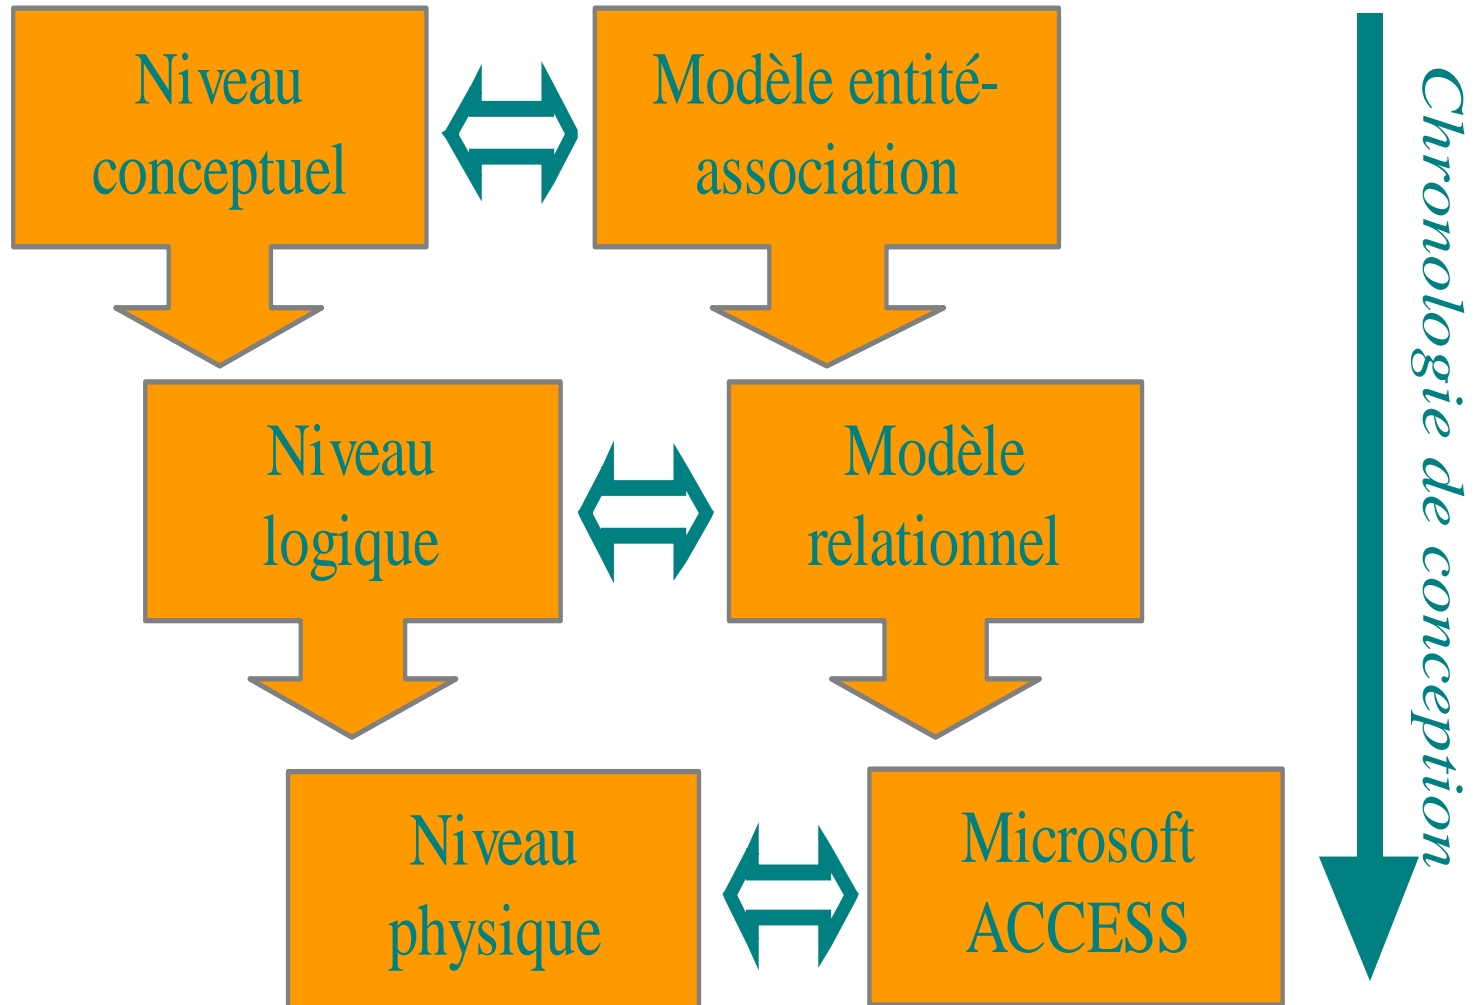 Niveau
conceptuel
Modèle entité-
association
Niveau
logique
Modèle
relationnel
Niveau
physique
Microsoft
ACCESS
Chronologie de conception